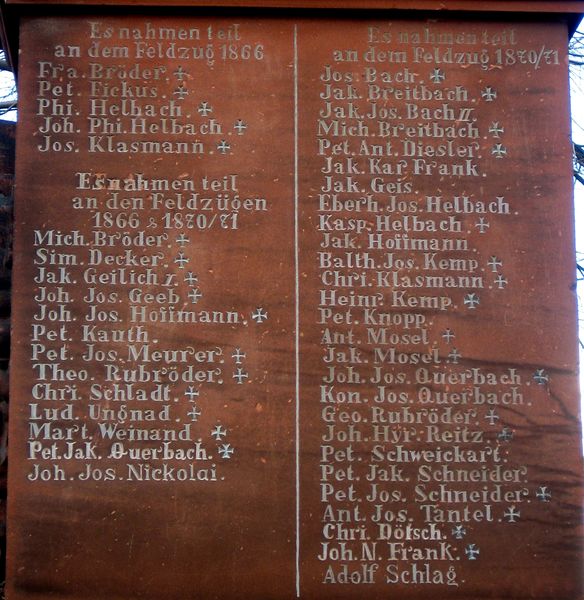 Es nahmen teil
an dem Feldzug 1866
Fra. Bröder. ✠
Pet. Fickus. ✠
Phi. Helbach. ✠
Joh. Phi. Helbach. ✠
Jos. Klasmann. ✠
Es nahmen teil
an den Feldzügen
1866 & 1870/71
Mich. Bröder. ✠
Sim. Decker. ✠
Jak. Geilich I. ✠
Joh. Jos. Geeb. ✠
Joh. Jos. Hoffmann. ✠
Pet. Kauth.
Pet. Jos. Meurer. ✠
Theo. Rubröder. ✠
Chri. Schladt. ✠
Lud. Ungnad. ✠
Mart. Weinand ✠
Pet. Jak. Querbach. ✠
Joh. Jos. Nickolai.
Es nahmen teil
an dem Feldzug 1870/71
Jos. Bach. ✠
Jak. Breitbach. ✠
Jak. Jos. Bach II.
Mich. Breitbach. ✠
Pet. Ant. Diesler ✠
Jak. Kar Frank.
Jak. Geis.
Eberh. Jos. Helbach.
Kasp. Helbach. ✠
Jak. Hoffmann.
Balth. Jos. Kemp. ✠
Chri. Klasmann. ✠
Heinr Kemp. ✠
Pet. Knopp.
Ant. Mosel. ✠
Jak. Mosel. ✠
Joh. Jos. Querbach. ✠
Kon. Jos. Querbach.
Geo. Rubröder. ✠
Joh. Hyr. Reitz. ✠
Pet. Schweickart.
Pet. Jak. Schneider.
Pet. Jos. Schneider. ✠
Ant. Jos. Tantel. ✠
Chri. Dötsch. ✠
Joh. N. Frank. ✠
Adolf Schlag.